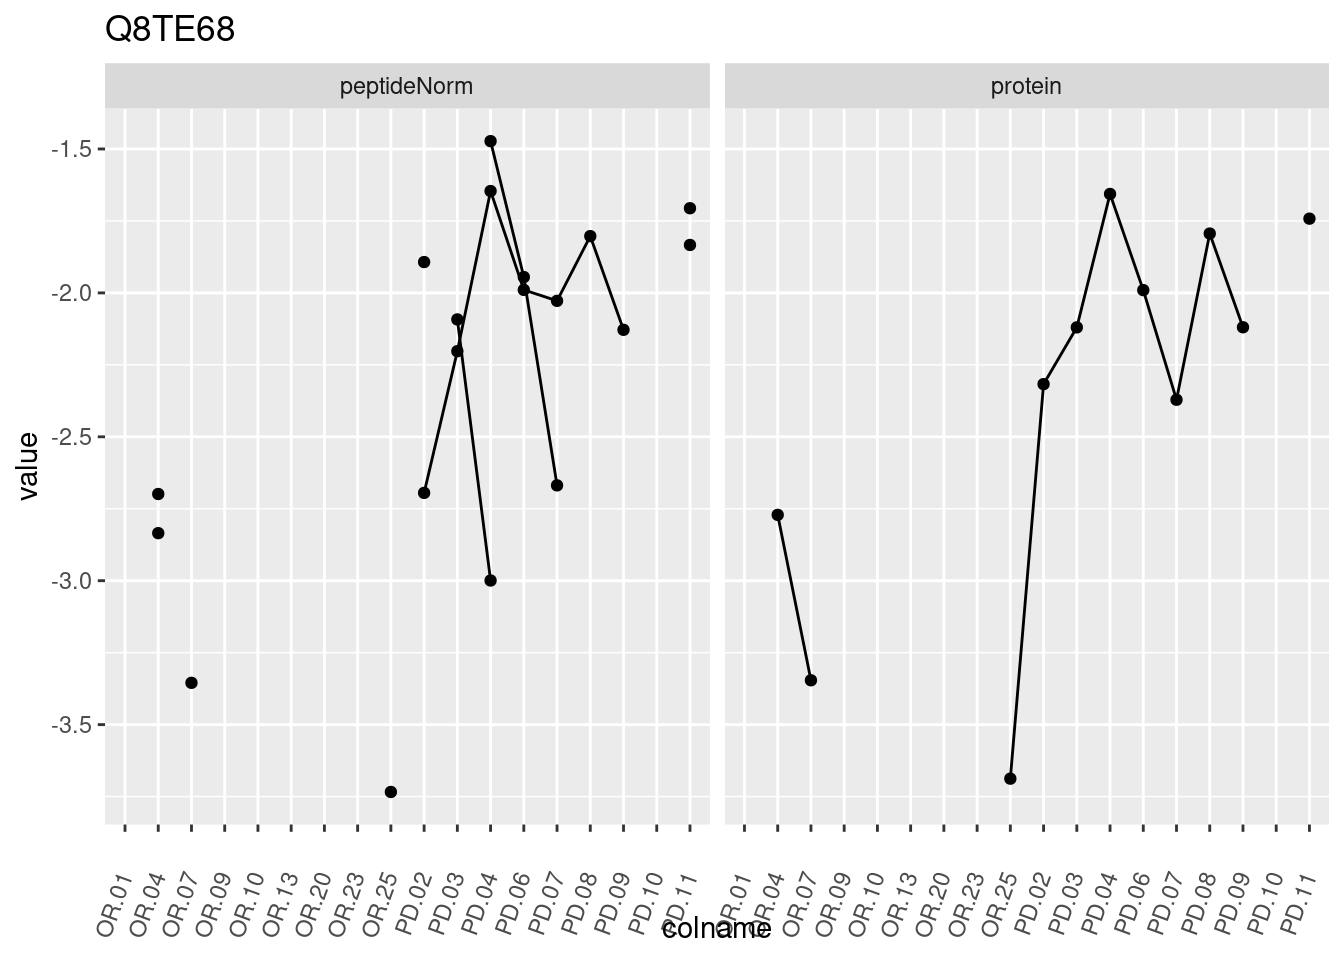 Q8TE68
peptideNorm protein
value
-1.5
-2.0
-2.5
-3.0
-3.5
OR.01 OR.04 OR.07 OR.09 OR.10 OR.13 OR.20 OR.23 OR.25 PD.02 PD.03 PD.04 PD.06 PD.07 PD.08 PD.09 PD.10 PD.11 OR.01 OR.04 OR.07 OR.09 OR.10 OR.13 OR.20 OR.23 OR.25 PD.02 PD.03 PD.04 PD.06 PD.07 PD.08 PD.09 PD.10 PD.11
colname